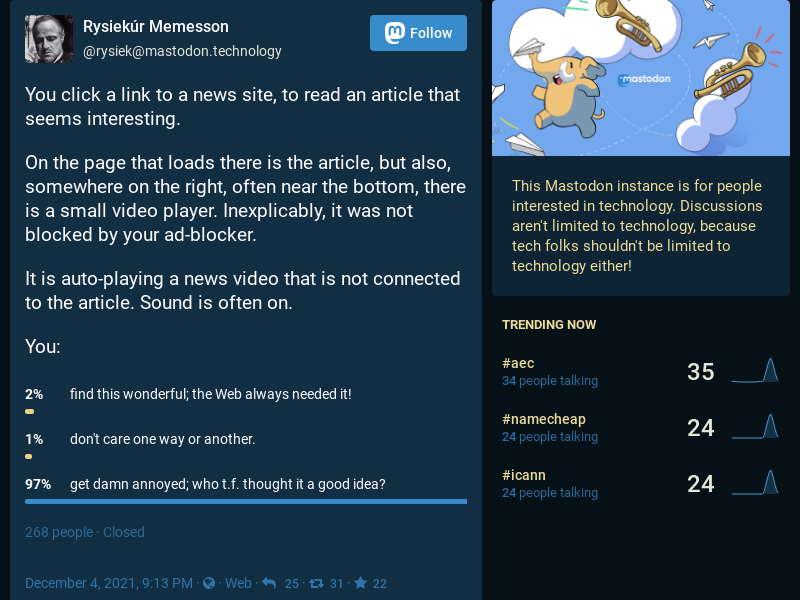 Rysiekúr Memesson
@rysiek@mastodon.technology
Follow
You click a link to a news site, to read an article that
seems interesting.
On the page that loads there is the article, but also,
somewhere on the right, often near the bottom, there
is a small video player. Inexplicably, it was not
blocked by your ad-blocker.
It is auto-playing a news video that is not connected
to the article. Sound is often on.
You:
2% find this wonderful; the Web always needed it!
1% don't care one way or another.
97% get damn annoyed; who t.f. thought it a good idea?
268 people · Closed
December 4, 2021, 9:13 PM · Web · 25 · 31 · 22
mastodon
This Mastodon instance is for people
interested in technology. Discussions
aren't limited to technology, because
tech folks shouldn't be limited to
technology either!
TRENDING NOW
#aec
34 people talking
35
#namecheap
24 people talking
24
#icann
24 people talking
24